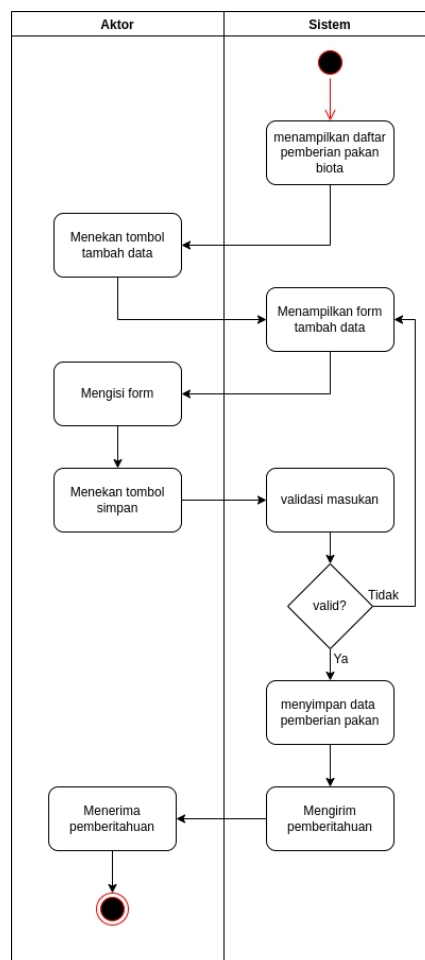 Aktor
Sistem
menampilkan daftar
pemberian pakan
biota
Menekan tombol
tambah data
Menampilkan form
tambah data
Mengisi form
Menekan tombol
simpan
validasi masukan
valid?
Tidak
Ya
menyimpan data
pemberian pakan
Mengirim
pemberitahuan
Menerima
pemberitahuan